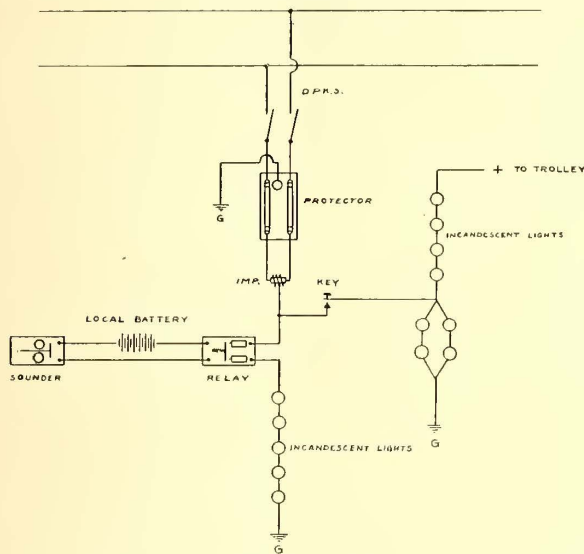 D.P.K.S.
+ TO TROLLEY
G
PROTECTOR
INCANDESCENT LIGHTS
IMP.
KEY
LOCAL BATTERY
SOUNDER
RELAY
G
INCANDESCENT LIGHTS
G